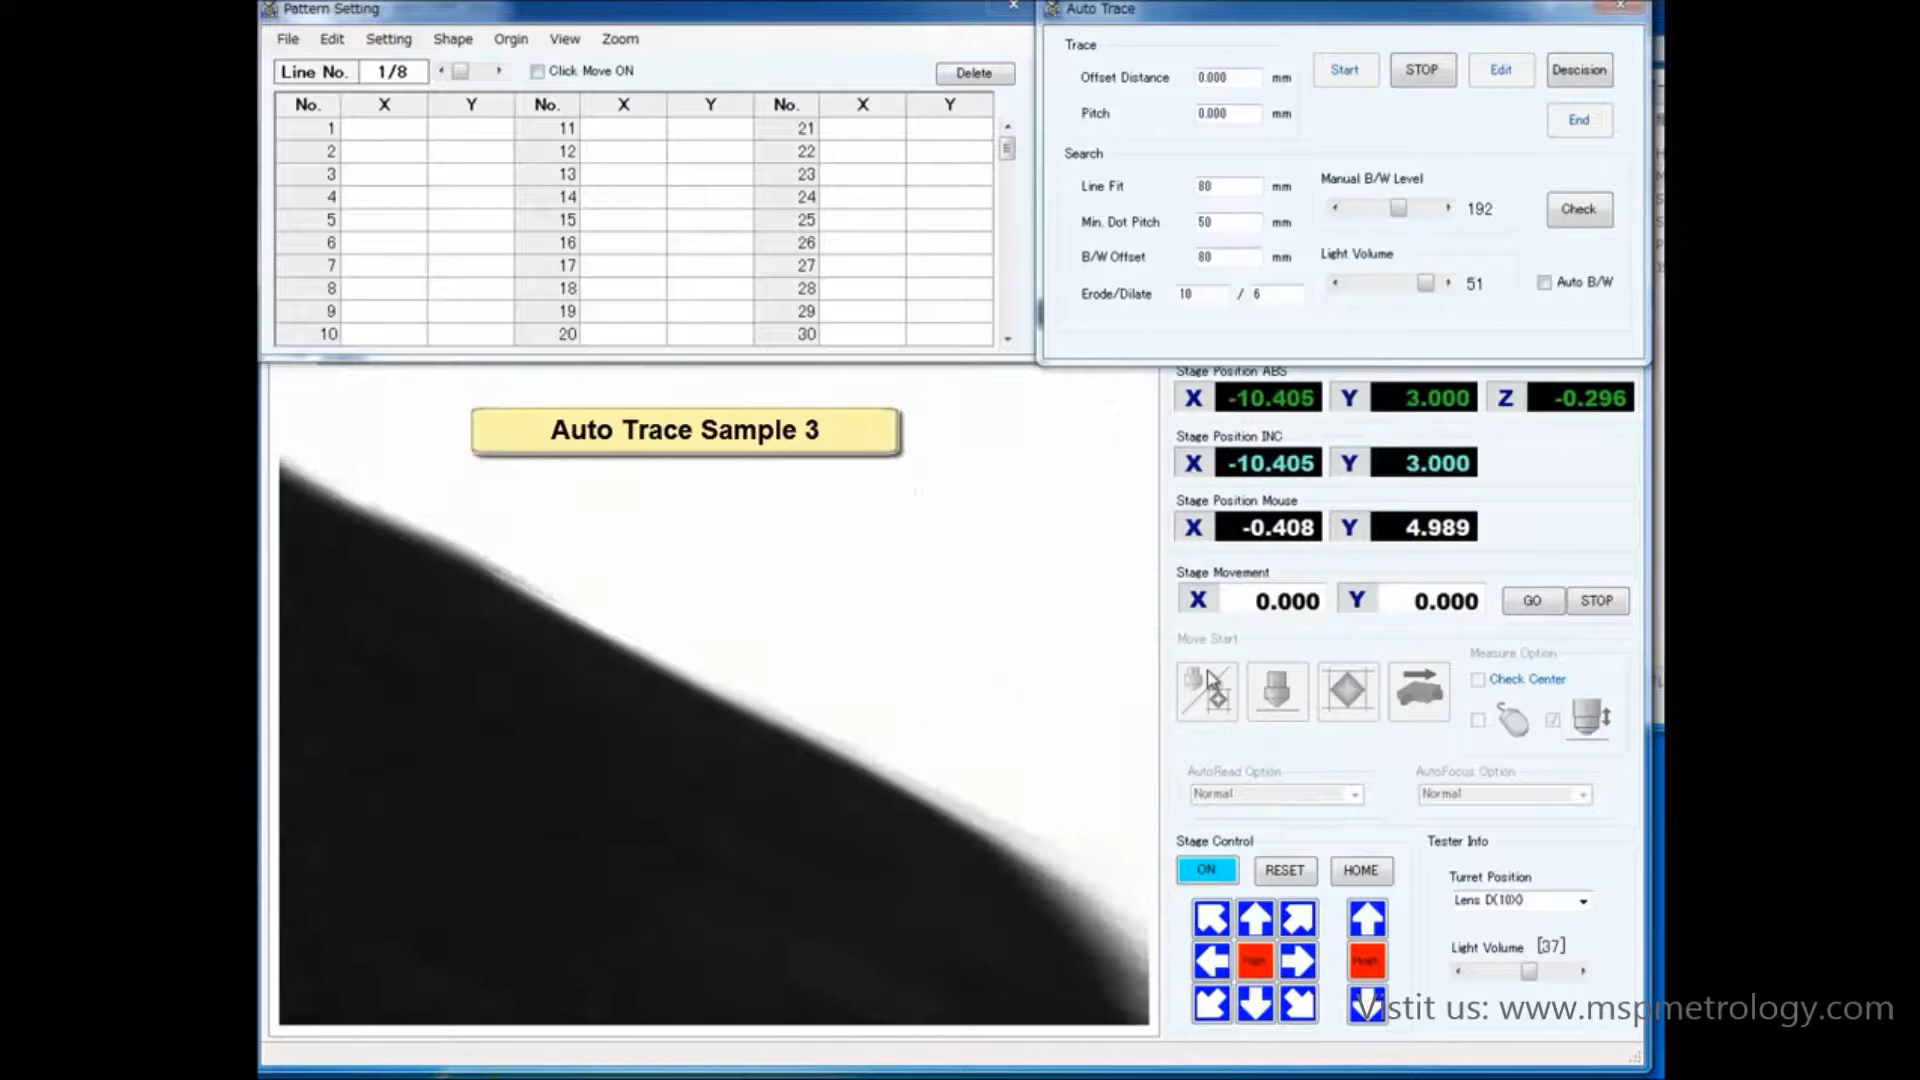 Pattern Setting
File Edit Setting Shape Orgin View Zoom
Line No. 1/8 Click Move ON Delete
No. X Y No. X Y No. X Y
1 11 21
2 12 22
3 13 23
4 14 24
5 15 25
6 16 26
7 17 27
8 18 28
9 19 29
10 20 30
Auto Trace
Trace
Offset Distance 0.000 mm Start STOP Edit Descision
Pitch 0.000 mm End
Search
Line Fit 80 mm Manual B/W Level 192 Check
Min. Dot Pitch 50 mm
B/W Offset 80 mm Light Volume 51 Auto B/W
Erode/Dilate 10 / 6
Auto Trace Sample 3
Stage Position ABS
X -10.405 Y 3.000 Z -0.296
Stage Position INC
X -10.405 Y 3.000
Stage Position Mouse
X -0.408 Y 4.989
Stage Movement
X 0.000 Y 0.000 GO STOP
Move Start
Measure Option
Check Center
AutoRead Option AutoFocus Option
Normal Normal
Stage Control Tester Info
ON RESET HOME
Turret Position
Lens D(10X)
Light Volume [37]
Vistit us: www.mspmetrology.com